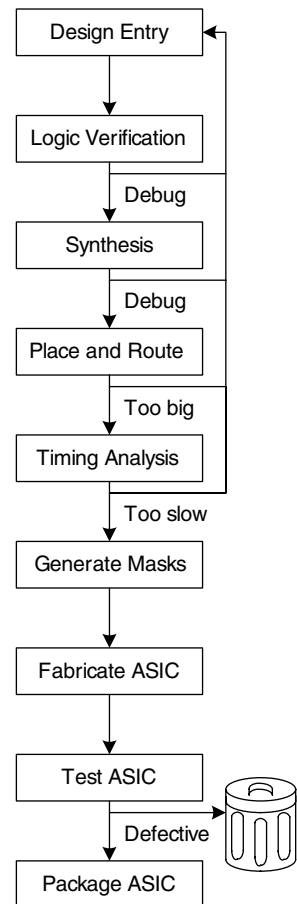 Design Entry
Logic Verification
Debug
Synthesis
Debug
Place and Route
Too big
Timing Analysis
Too slow
Generate Masks
Fabricate ASIC
Test ASIC
Defective
Package ASIC